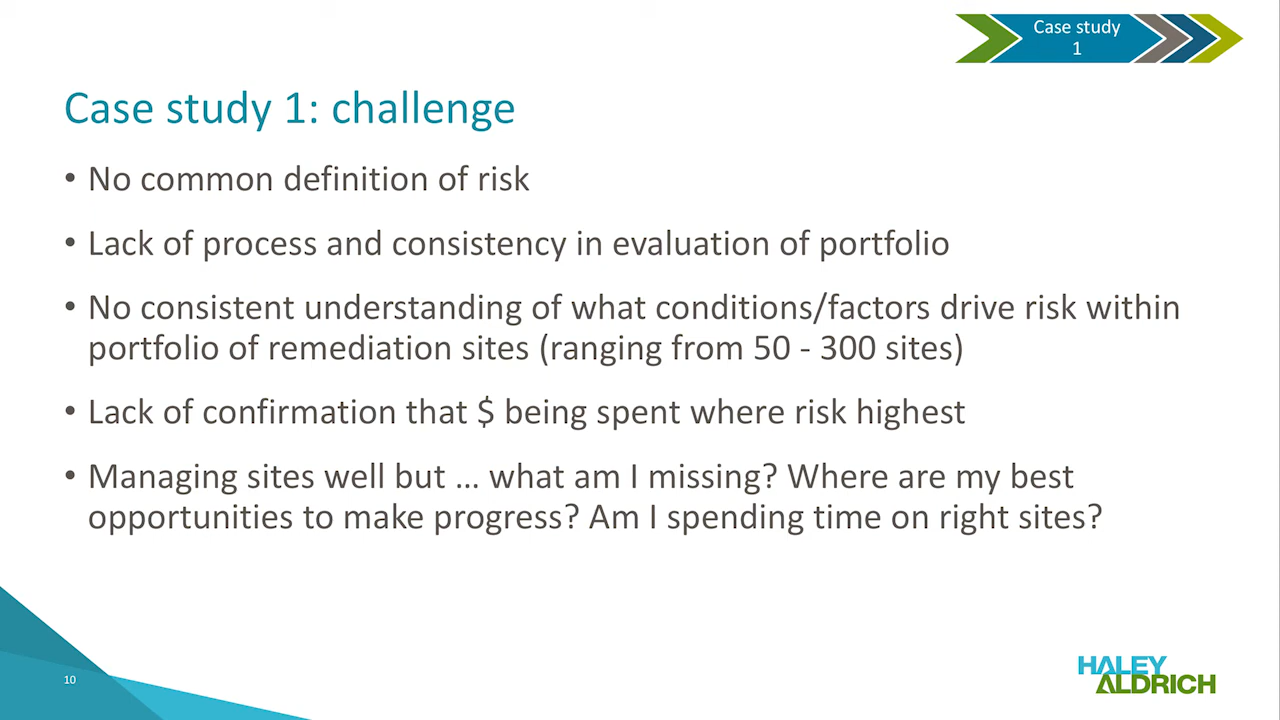 Case study
1
Case study 1: challenge
• No common definition of risk
• Lack of process and consistency in evaluation of portfolio
• No consistent understanding of what conditions/factors drive risk within
portfolio of remediation sites (ranging from 50 - 300 sites)
• Lack of confirmation that $ being spent where risk highest
• Managing sites well but … what am I missing? Where are my best
opportunities to make progress? Am I spending time on right sites?
10
HALEY
ALDRICH